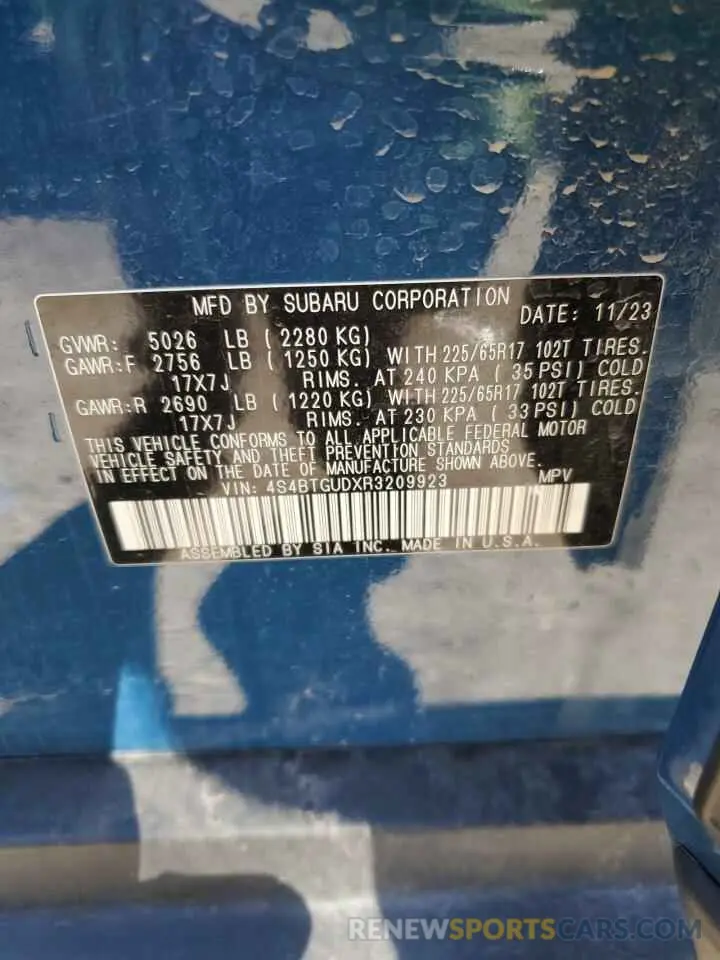 MFD BY SUBARU CORPORATION DATE: 11/23
GVWR: 5026 LB ( 2280 KG)
GAWR:F 2756 LB ( 1250 KG) WITH 225/65R17 102T TIRES.
17X7J RIMS. AT 240 KPA ( 35 PSI) COLD
GAWR:R 2690 LB ( 1220 KG) WITH 225/65R17 102T TIRES.
17X7J RIMS. AT 230 KPA ( 33 PSI) COLD
THIS VEHICLE CONFORMS TO ALL APPLICABLE FEDERAL MOTOR
VEHICLE SAFETY AND THEFT PREVENTION STANDARDS
IN EFFECT ON THE DATE OF MANUFACTURE SHOWN ABOVE.
VIN: 4S4BTGUDXR3209923 MPV
ASSEMBLED BY SIA INC. MADE IN U.S.A.
RENEWSPORTSCARS.COM